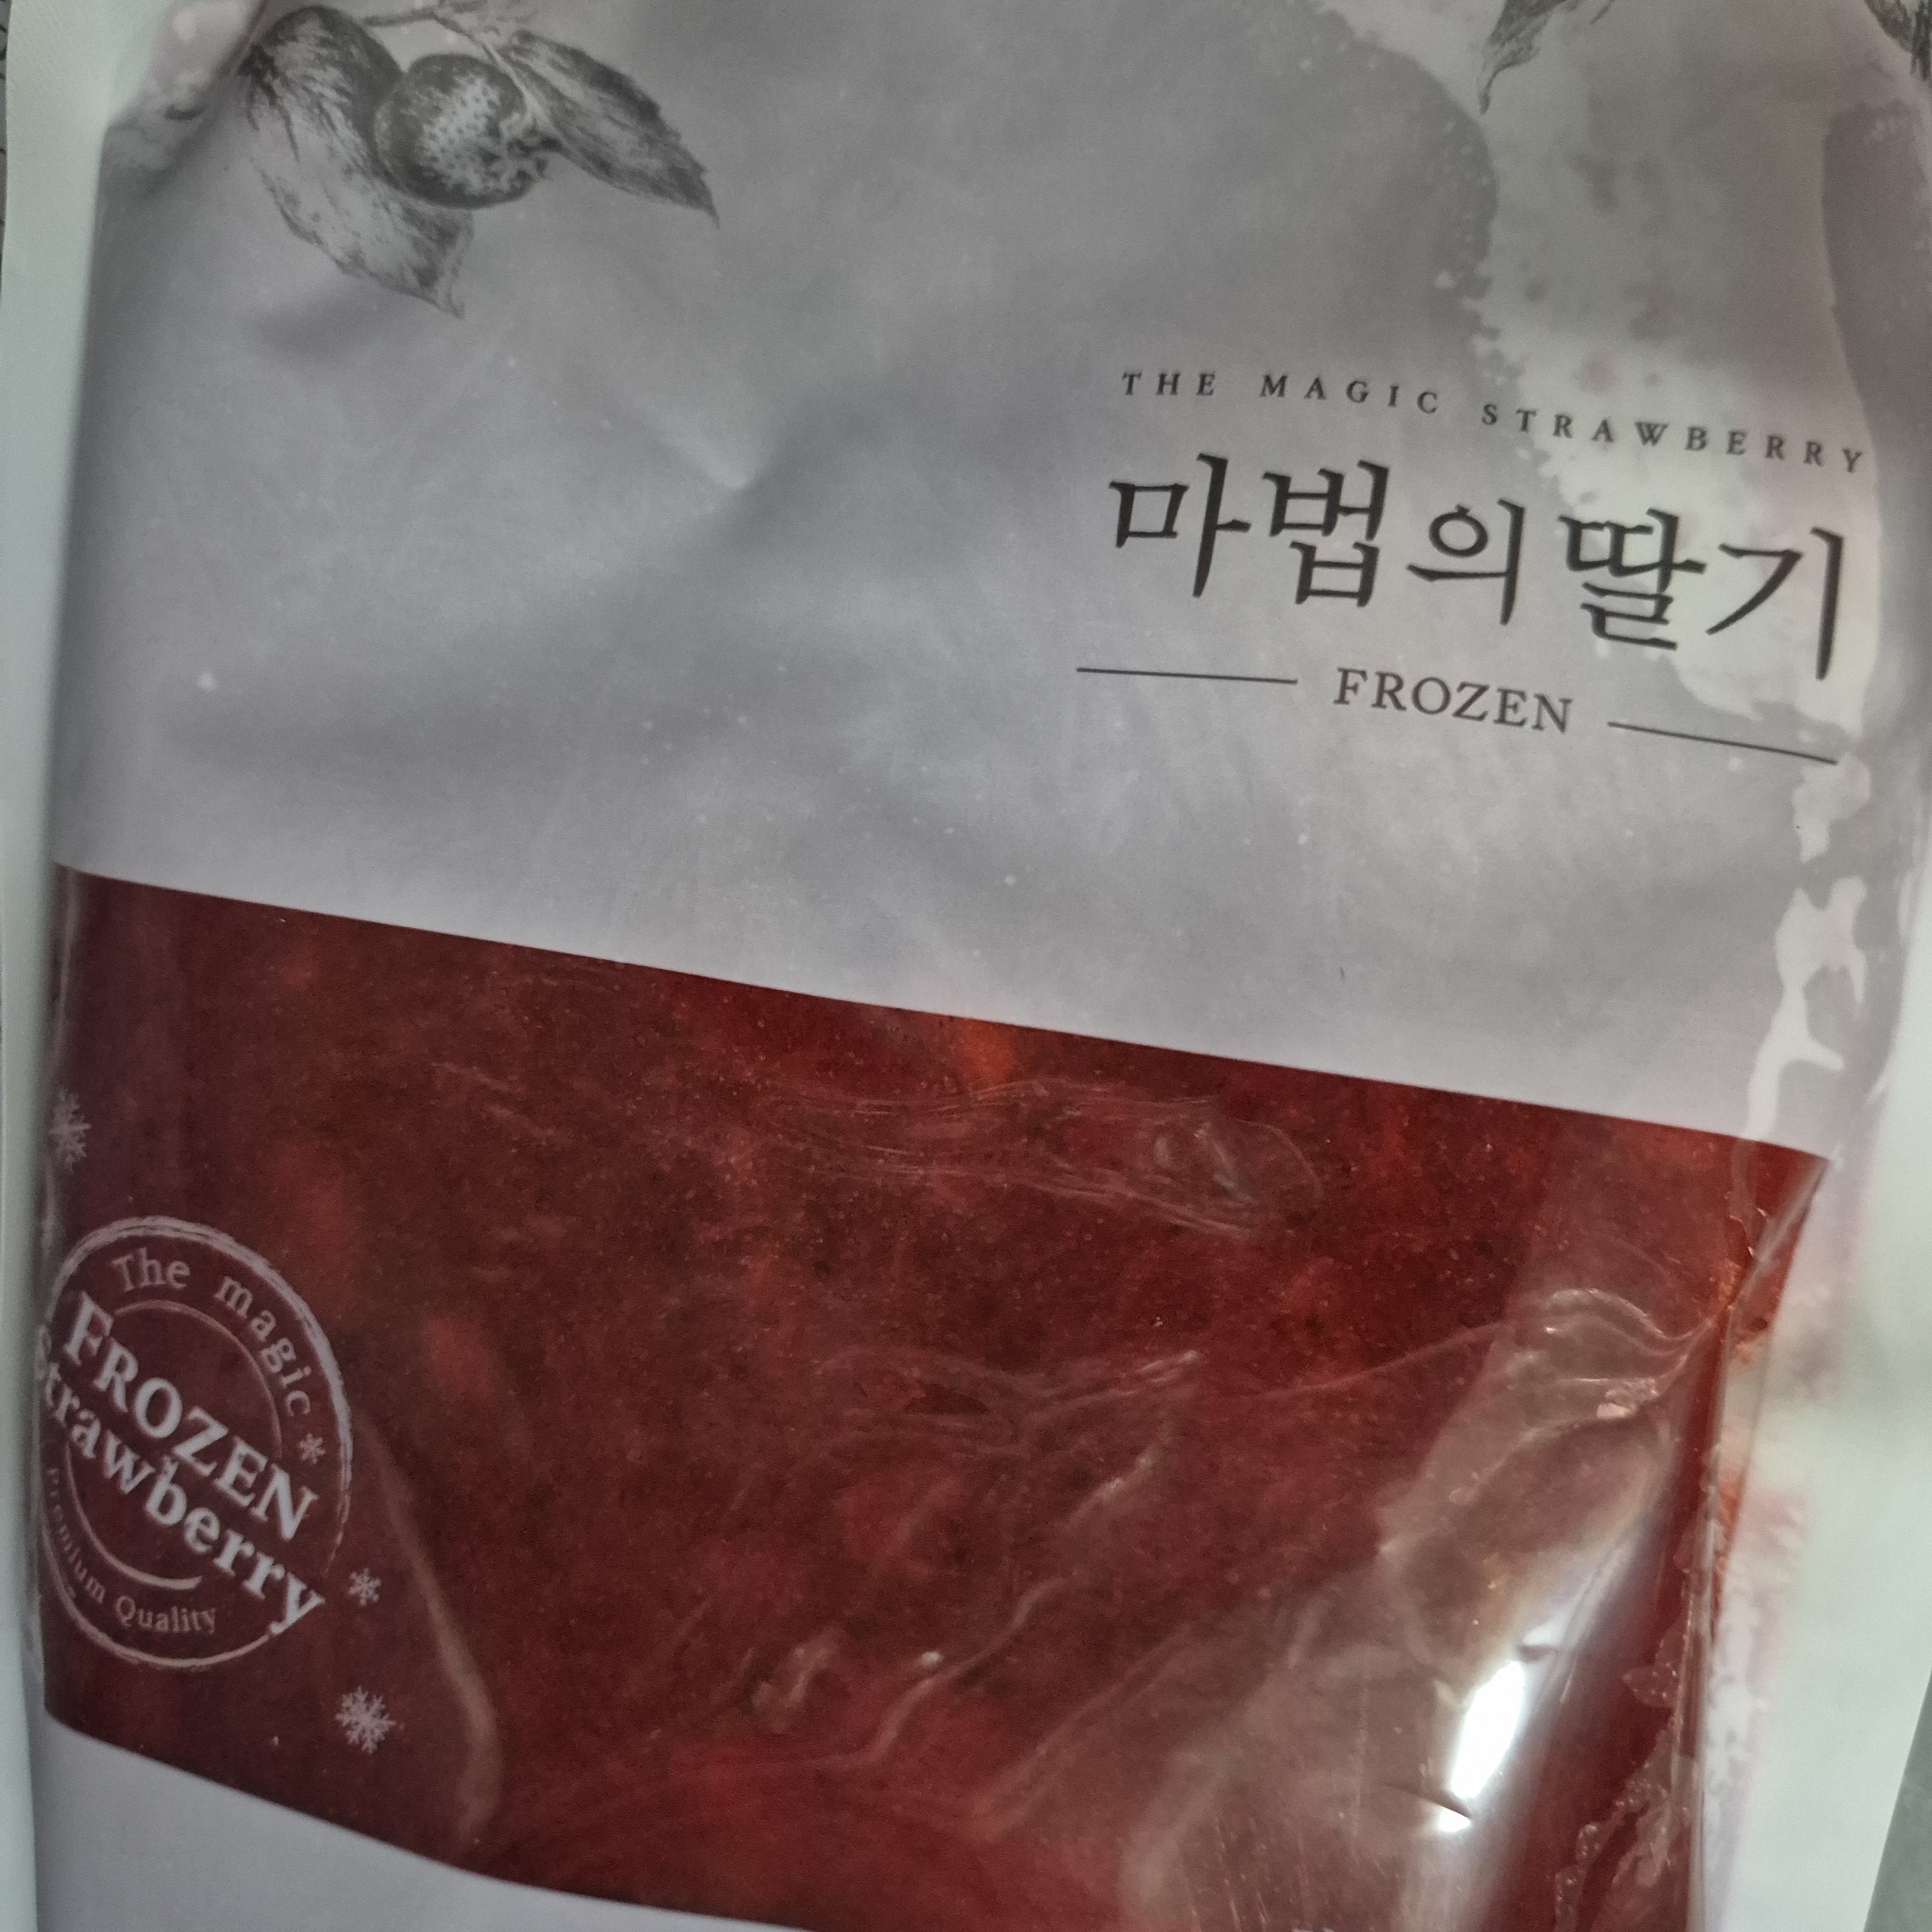 THE MAGIC STRAWBERRY
마법의딸기
FROZEN
The magic
FROZEN
Strawberry
Premium Quality